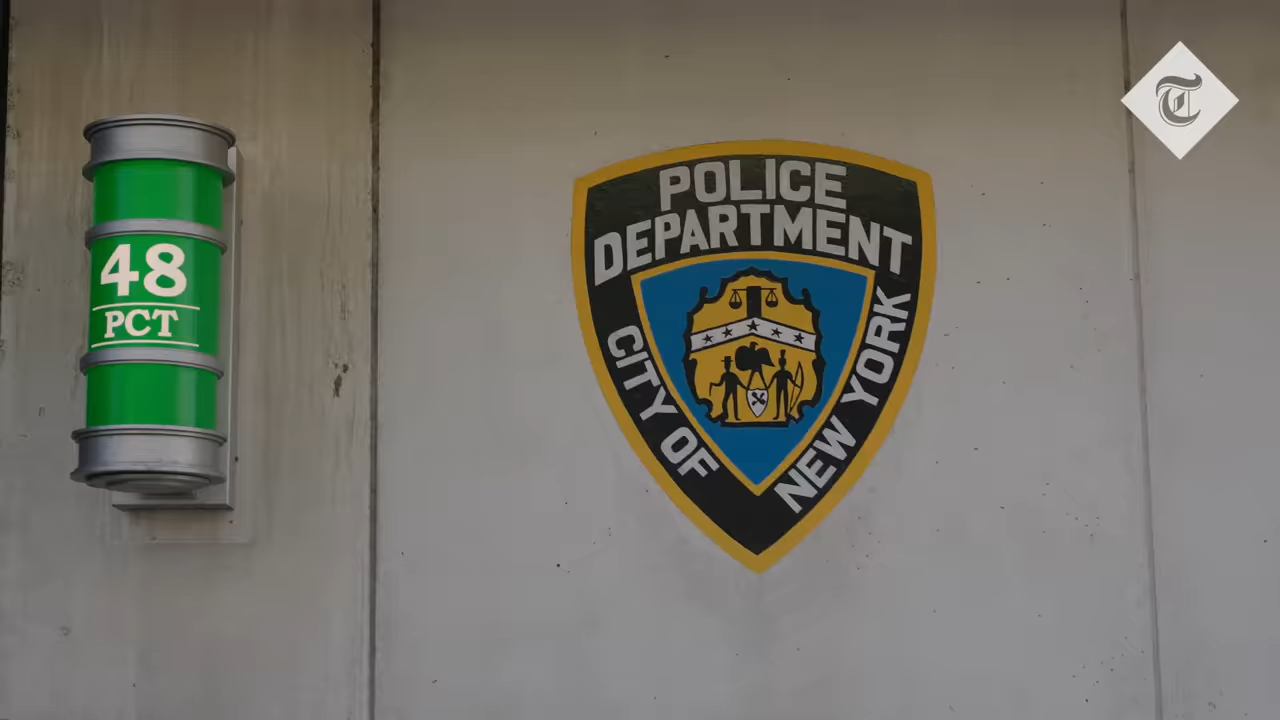 48
PCT
POLICE
DEPARTMENT
CITY OF
NEW YORK
T